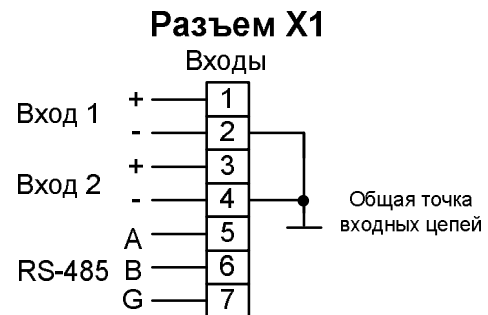 Разъем X1
Входы
Вход 1
+
1
-
2
Вход 2
+
3
-
4
Общая точка
входных цепей
A
5
RS-485
B
6
G
7